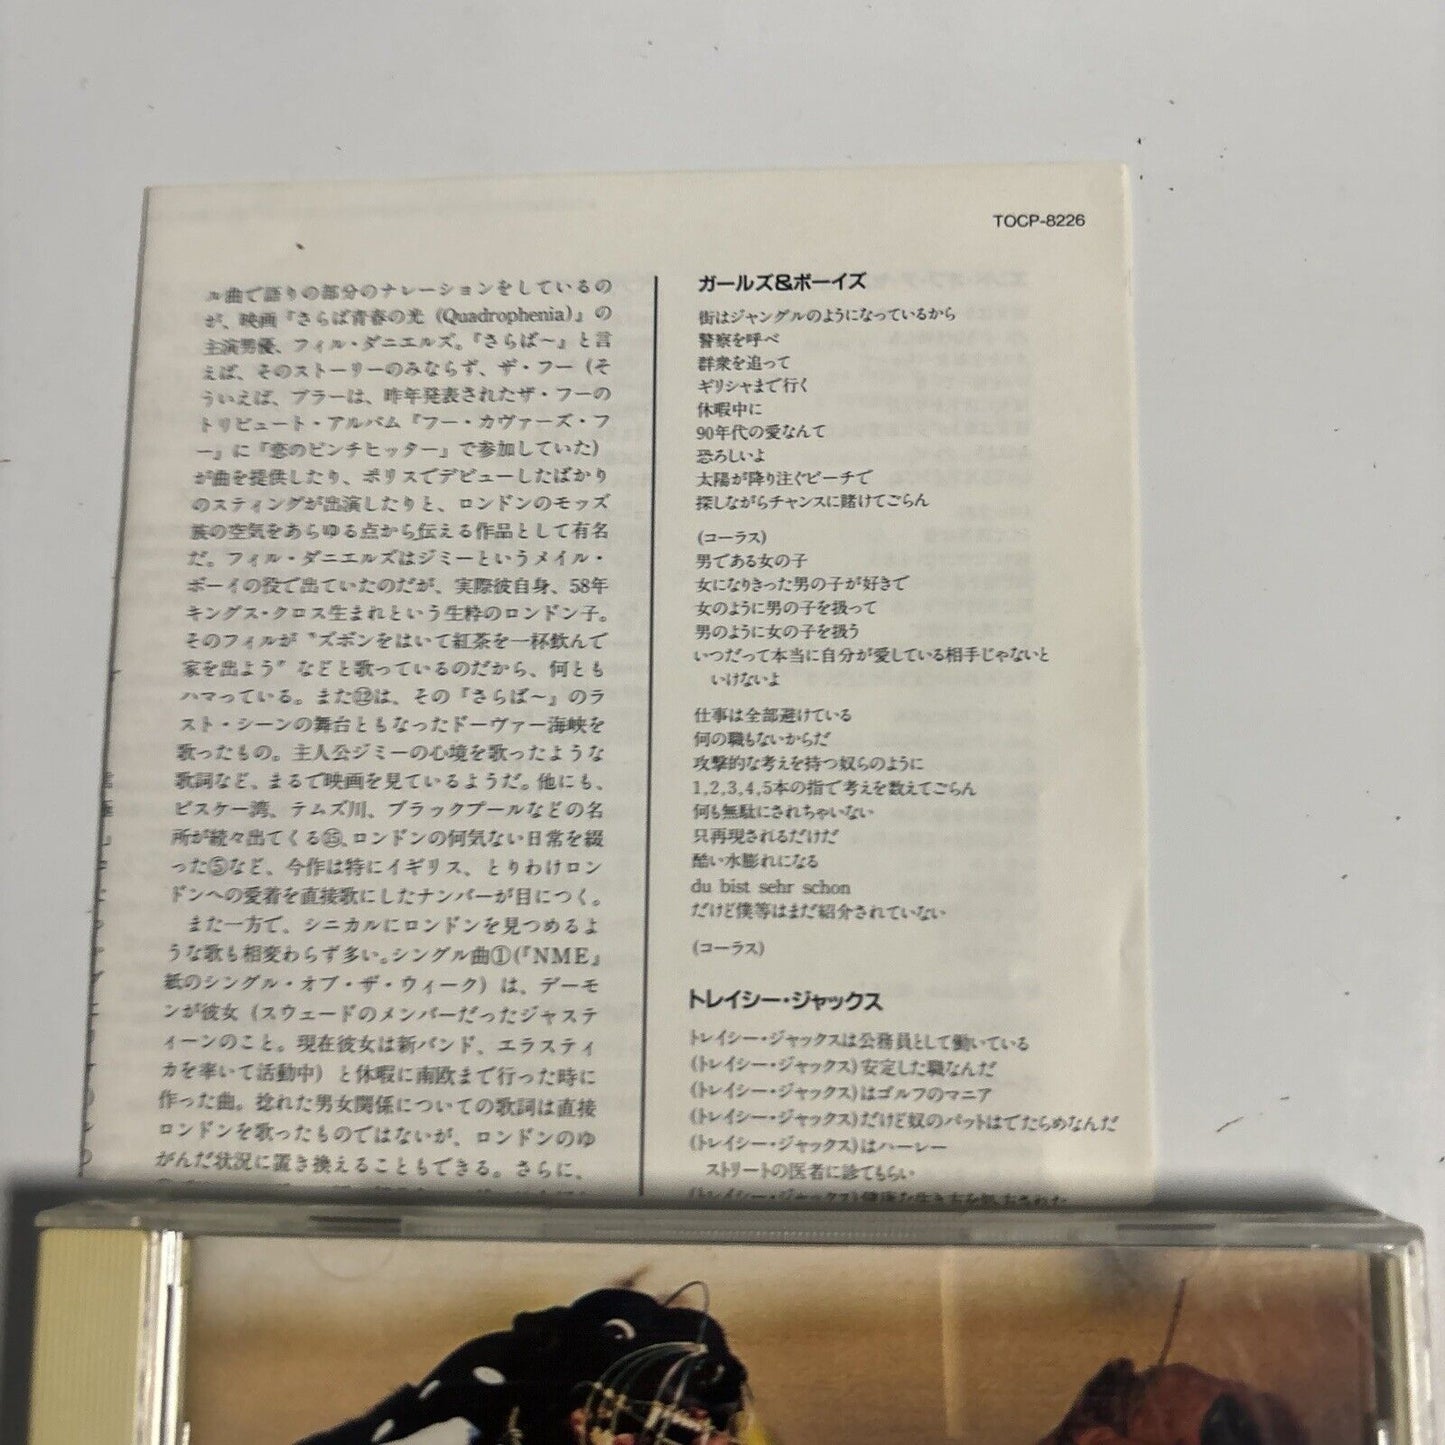 TOCP-8226
ル曲で語りの部分のナレーションをしているの
が、映画『さらば青春の光 (Quadrophenia)』の
主演男優、フィル・ダニエルズ。『さらば〜』と言
えば、そのストーリーのみならず、ザ・フー（そ
ういえば、ブラーは、昨年発表されたザ・フーの
トリビュート・アルバム『フー・カヴァーズ・フ
ー』に『恋のピンチヒッター』で参加していた）
が曲を提供したり、ポリスでデビューしたばかり
のスティングが出演したりと、ロンドンのモッズ
族の空気をあらゆる点から伝える作品として有名
だ。フィル・ダニエルズはジミーというメイル・
ボーイの役で出ていたのだが、実際彼自身、58年
キングス・クロス生まれという生粋のロンドン子。
そのフィルが〝ズボンをはいて紅茶を一杯飲んで
家を出よう〞などと歌っているのだから、何とも
ハマっている。また⑫は、その『さらば〜』のラ
スト・シーンの舞台ともなったドーヴァー海峡を
歌ったもの。主人公ジミーの心境を歌ったような
歌詞など、まるで映画を見ているようだ。他にも、
ビスケー湾、テムズ川、ブラックプールなどの名
所が続々出てくる⑮、ロンドンの何気ない日常を綴
った⑤など、今作は特にイギリス、とりわけロン
ドンへの愛着を直接歌にしたナンバーが目につく。
また一方で、シニカルにロンドンを見つめるよ
うな歌も相変わらず多い。シングル曲①(『NME』
紙のシングル・オブ・ザ・ウィーク）は、デーモ
ンが彼女（スウェードのメンバーだったジャステ
ィーンのこと。現在彼女は新バンド、エラスティ
カを率いて活動中）と休暇に南欧まで行った時に
作った曲。捻れた男女関係についての歌詞は直接
ロンドンを歌ったものではないが、ロンドンのゆ
がんだ状況に置き換えることもできる。さらに、
ガールズ&ボーイズ
街はジャングルのようになっているから
警察を呼べ
群衆を追って
ギリシャまで行く
休暇中に
90年代の愛なんて
恐ろしいよ
太陽が降り注ぐビーチで
探しながらチャンスに賭けてごらん
(コーラス)
男である女の子
女になりきった男の子が好きで
女のように男の子を扱って
男のように女の子を扱う
いつだって本当に自分が愛している相手じゃないと
いけないよ
仕事は全部避けている
何の職もないからだ
攻撃的な考えを持つ奴らのように
1,2,3,4,5本の指で考えを数えてごらん
何も無駄にされちゃいない
只再現されるだけだ
酷い水膨れになる
du bist sehr schon
だけど僕等はまだ紹介されていない
(コーラス)
トレイシー・ジャックス
トレイシー・ジャックスは公務員として働いている
(トレイシー・ジャックス)安定した職なんだ
(トレイシー・ジャックス)はゴルフのマニア
(トレイシー・ジャックス)だけど奴のパットはでたらめなんだ
(トレイシー・ジャックス)はハーレー
ストリートの医者に診てもらい
(トレイシー・ジャックス)健康な生き方を処方された